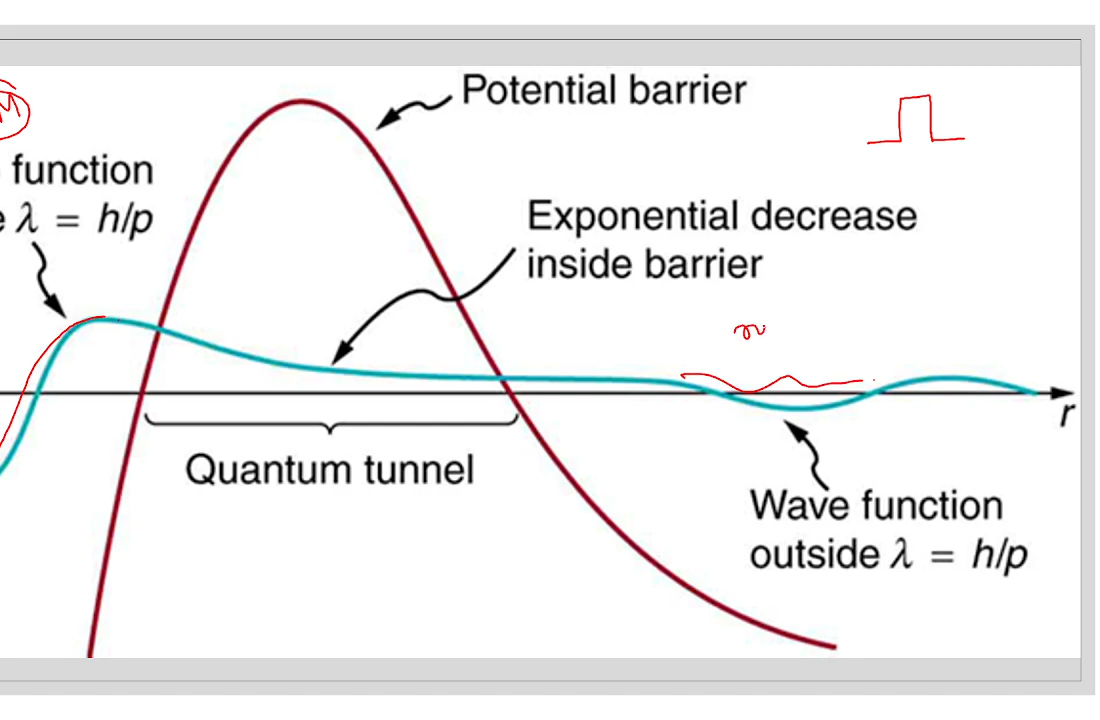 Potential barrier
function
λ = h/p
Exponential decrease
inside barrier
Quantum tunnel
r
Wave function
outside λ = h/p